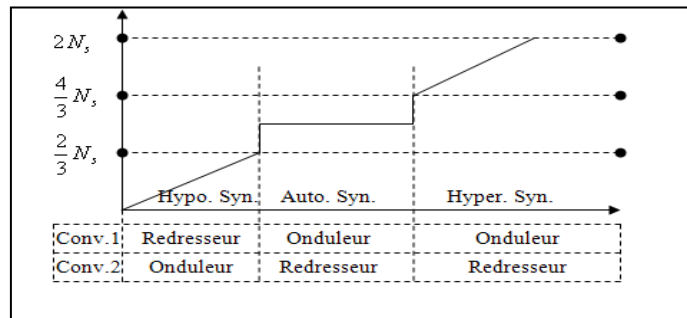 2 N_s
4/3 N_s
2/3 N_s
Hypo. Syn. Auto. Syn. Hyper. Syn.
Conv.1 Redresseur Onduleur Onduleur
Conv.2 Onduleur Redresseur Redresseur